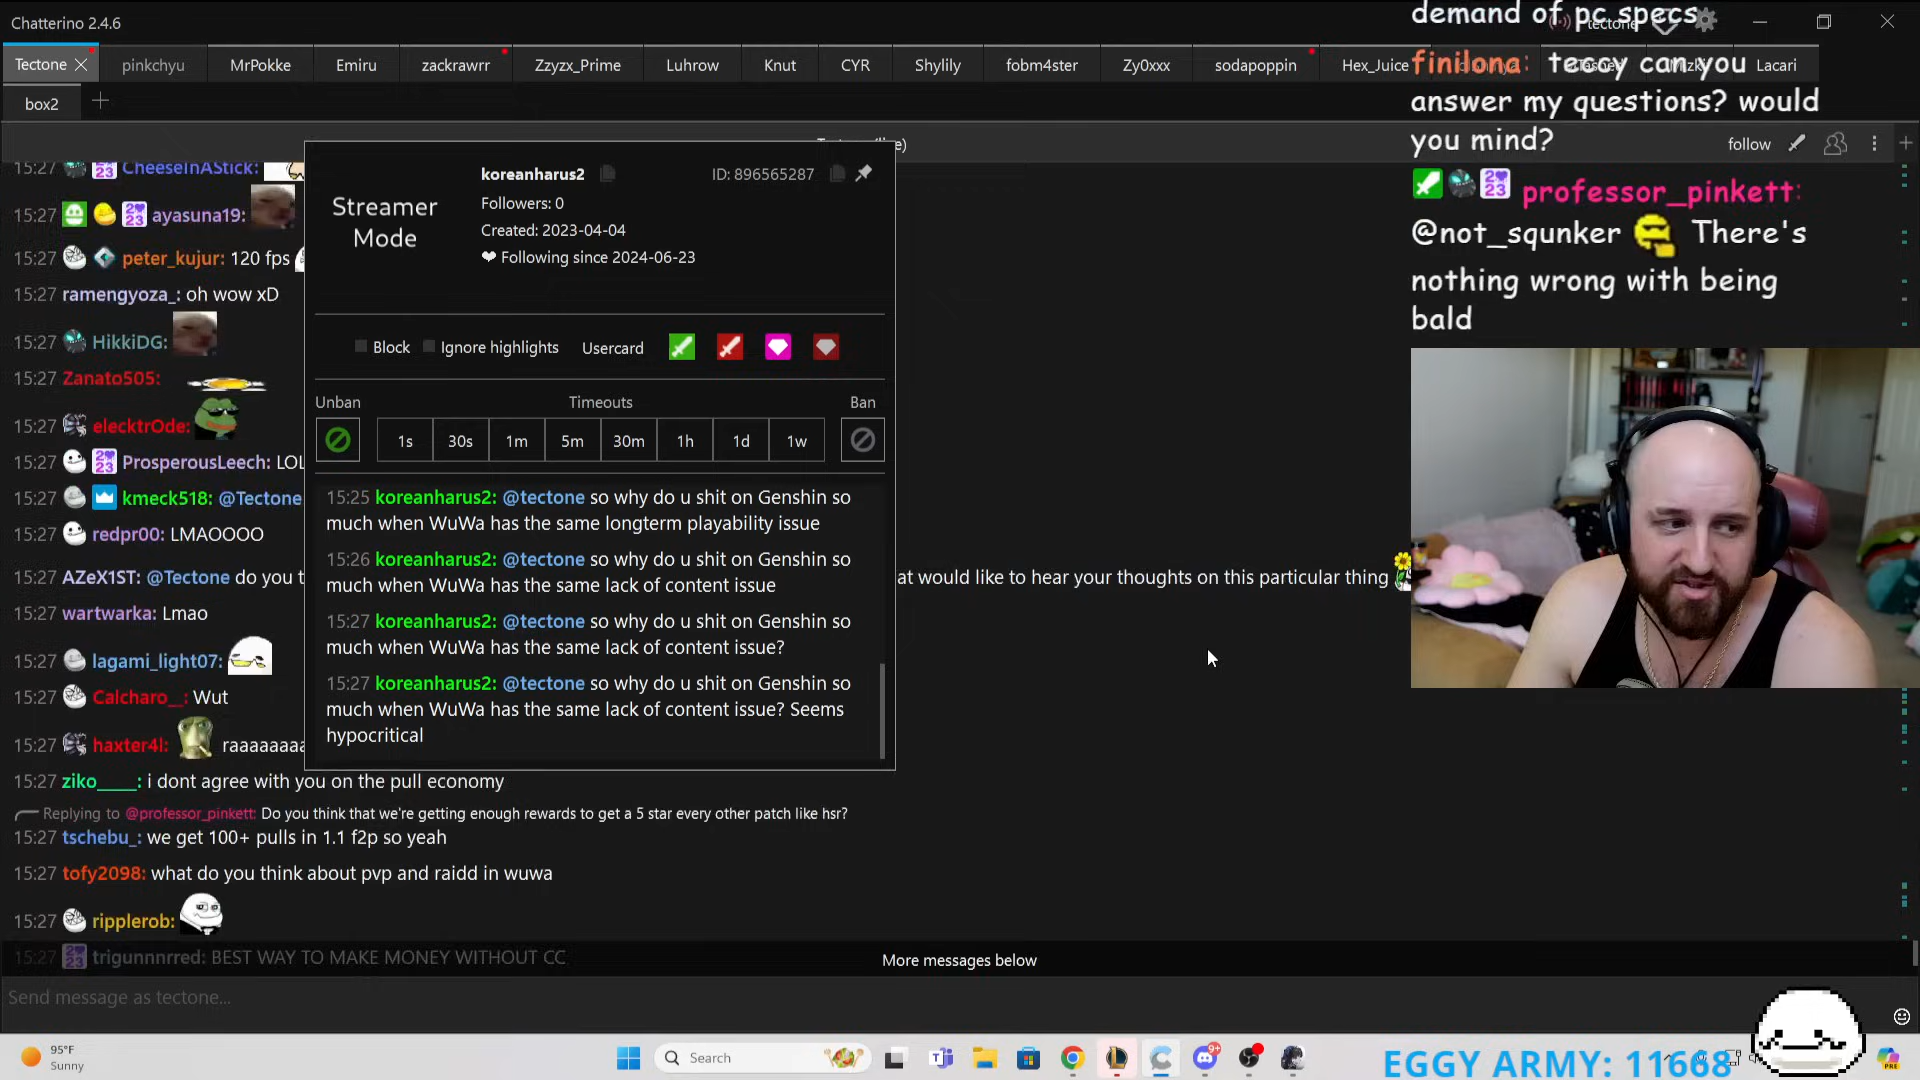 Chatterino 2.4.6
tectone
Tectone
pinkchyu
MrPokke
Emiru
zackrawrr
Zzyzx_Prime
Luhrow
Knut
CYR
Shylily
fobm4ster
Zy0xxx
sodapoppin
Hex_Juice
Lacari
box2
follow
demand of pc specs
finilona: teccy can you
answer my questions? would
you mind?
professor_pinkett:
@not_squnker There's
nothing wrong with being
bald
15:27 CheeseInAStick:
15:27 ayasuna19:
15:27 peter_kujur: 120 fps
15:27 ramengyoza_: oh wow xD
15:27 HikkiDG:
15:27 Zanato505:
15:27 elecktrOde:
15:27 ProsperousLeech: LOL
15:27 kmeck518: @Tectone
15:27 redpr00: LMAOOOO
15:27 AZeX1ST: @Tectone do you t
at would like to hear your thoughts on this particular thing
15:27 wartwarka: Lmao
15:27 lagami_light07:
15:27 Calcharo__: Wut
15:27 haxter4l: raaaaaaa
15:27 ziko____: i dont agree with you on the pull economy
Replying to @professor_pinkett: Do you think that we're getting enough rewards to get a 5 star every other patch like hsr?
15:27 tschebu_: we get 100+ pulls in 1.1 f2p so yeah
15:27 tofy2098: what do you think about pvp and raidd in wuwa
15:27 ripplerob:
15:27 trigunnnrred: BEST WAY TO MAKE MONEY WITHOUT CC
More messages below
Send message as tectone...
Streamer
Mode
koreanharus2
ID: 896565287
Followers: 0
Created: 2023-04-04
❤ Following since 2024-06-23
Block
Ignore highlights
Usercard
Unban
Timeouts
Ban
1s
30s
1m
5m
30m
1h
1d
1w
15:25 koreanharus2: @tectone so why do u shit on Genshin so
much when WuWa has the same longterm playability issue
15:26 koreanharus2: @tectone so why do u shit on Genshin so
much when WuWa has the same lack of content issue
15:27 koreanharus2: @tectone so why do u shit on Genshin so
much when WuWa has the same lack of content issue?
15:27 koreanharus2: @tectone so why do u shit on Genshin so
much when WuWa has the same lack of content issue? Seems
hypocritical
95°F
Sunny
Search
9+
EGGY ARMY: 11668
PRE